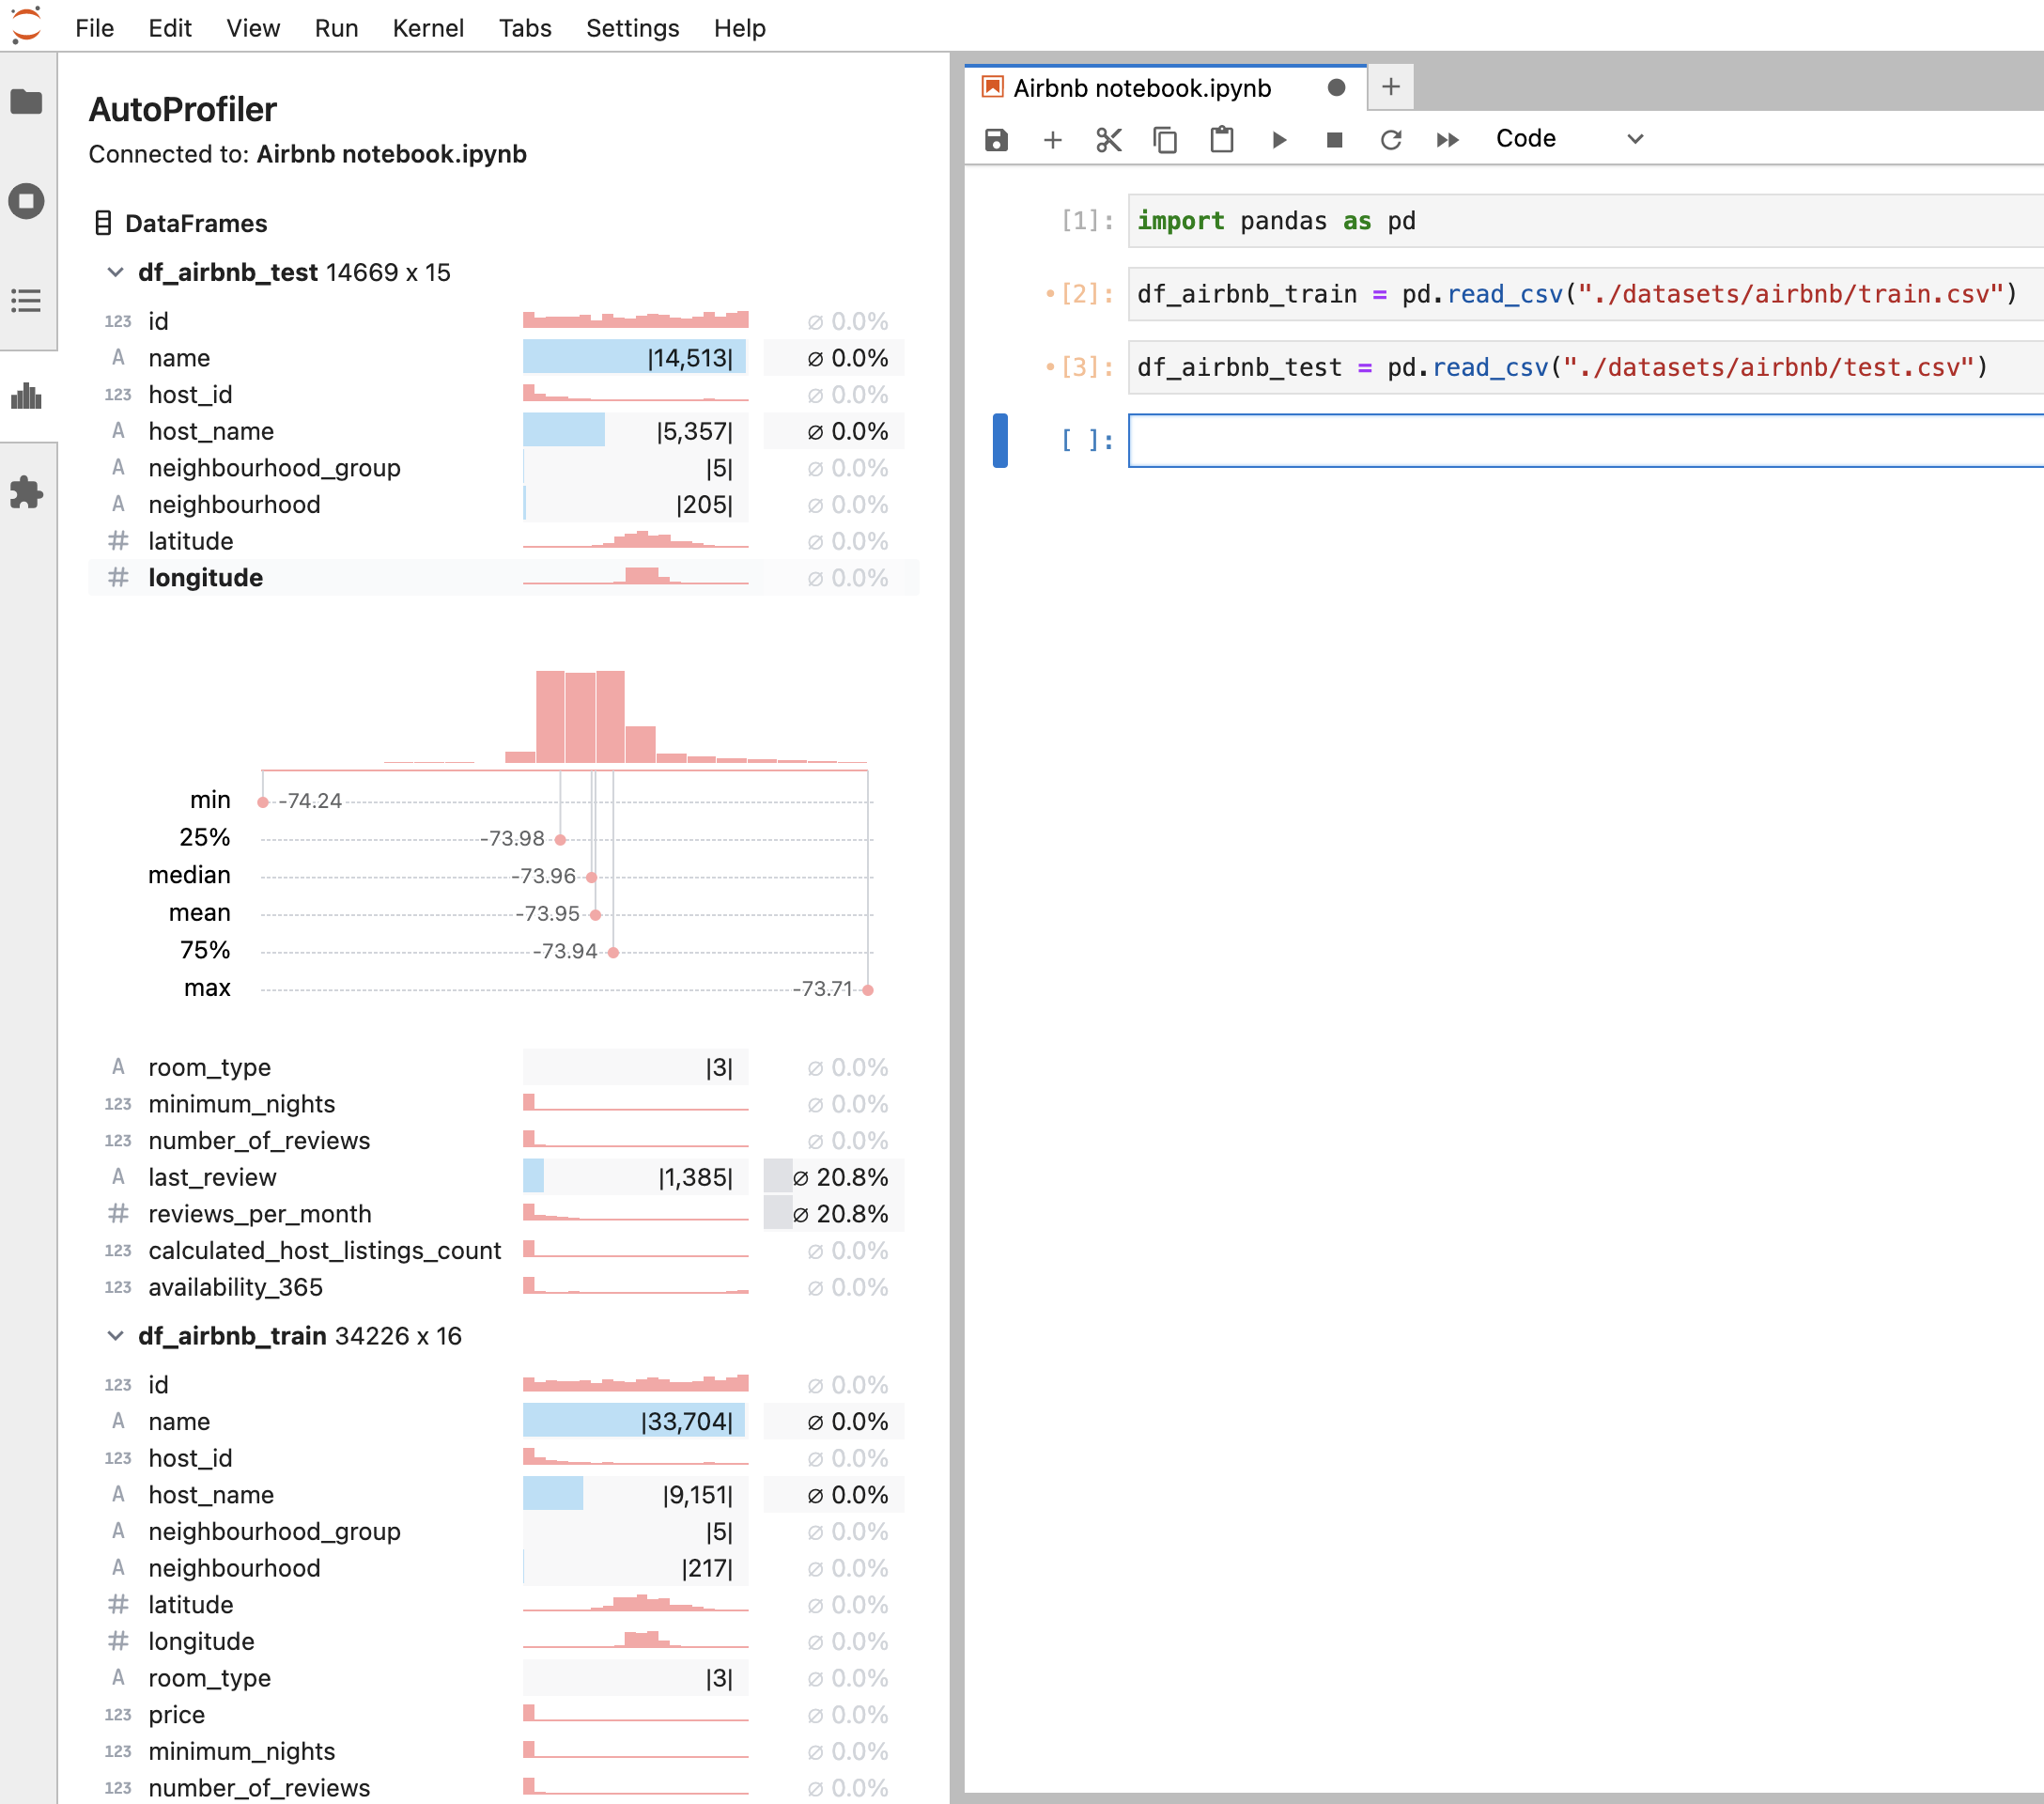 File Edit View Run Kernel Tabs Settings Help
AutoProfiler
Connected to: Airbnb notebook.ipynb
DataFrames
df_airbnb_test 14669 x 15
123 id ∅ 0.0%
A name |14,513| ∅ 0.0%
123 host_id ∅ 0.0%
A host_name |5,357| ∅ 0.0%
A neighbourhood_group |5| ∅ 0.0%
A neighbourhood |205| ∅ 0.0%
# latitude ∅ 0.0%
# longitude ∅ 0.0%
min -74.24
25% -73.98
median -73.96
mean -73.95
75% -73.94
max -73.71
A room_type |3| ∅ 0.0%
123 minimum_nights ∅ 0.0%
123 number_of_reviews ∅ 0.0%
A last_review |1,385| ∅ 20.8%
# reviews_per_month ∅ 20.8%
123 calculated_host_listings_count ∅ 0.0%
123 availability_365 ∅ 0.0%
df_airbnb_train 34226 x 16
123 id ∅ 0.0%
A name |33,704| ∅ 0.0%
123 host_id ∅ 0.0%
A host_name |9,151| ∅ 0.0%
A neighbourhood_group |5| ∅ 0.0%
A neighbourhood |217| ∅ 0.0%
# latitude ∅ 0.0%
# longitude ∅ 0.0%
A room_type |3| ∅ 0.0%
123 price ∅ 0.0%
123 minimum_nights ∅ 0.0%
123 number_of_reviews ∅ 0.0%
Airbnb notebook.ipynb
Code
[1]: import pandas as pd
[2]: df_airbnb_train = pd.read_csv("./datasets/airbnb/train.csv")
[3]: df_airbnb_test = pd.read_csv("./datasets/airbnb/test.csv")
[ ]: